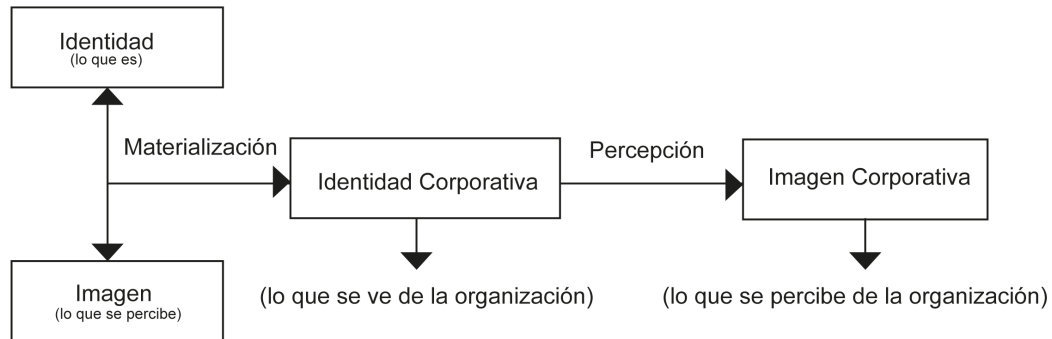 Identidad
(lo que es)
Materialización
Percepción
Identidad Corporativa
Imagen Corporativa
Imagen
(lo que se percibe)
(lo que se ve de la organización)
(lo que se percibe de la organización)